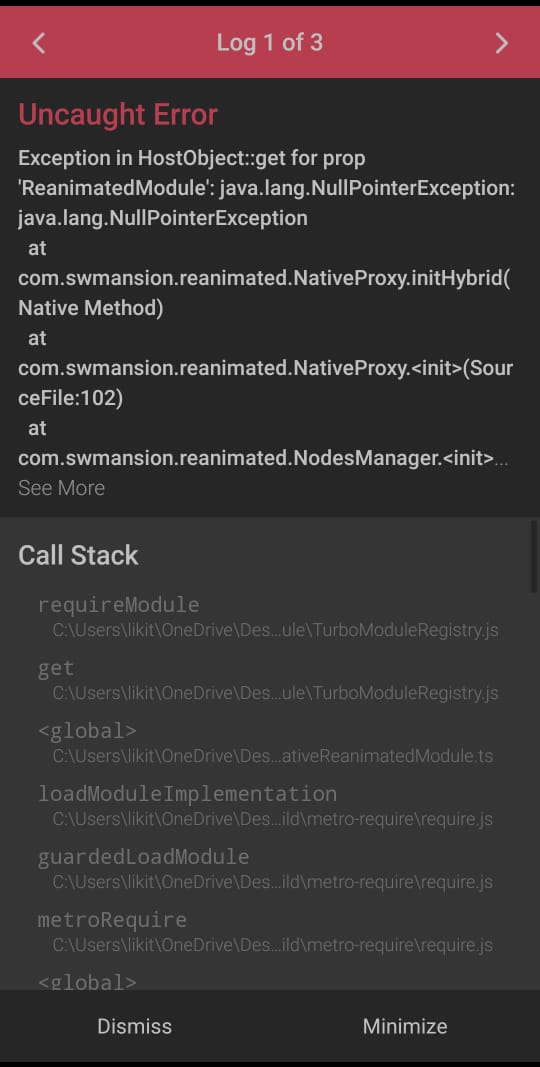 Log 1 of 3
Uncaught Error
Exception in HostObject::get for prop
'ReanimatedModule': java.lang.NullPointerException:
java.lang.NullPointerException
at
com.swmansion.reanimated.NativeProxy.initHybrid(
Native Method)
at
com.swmansion.reanimated.NativeProxy.<init>(Sour
ceFile:102)
at
com.swmansion.reanimated.NodesManager.<init>...
See More
Call Stack
requireModule
C:\Users\likit\OneDrive\Des...ule\TurboModuleRegistry.js
get
C:\Users\likit\OneDrive\Des...ule\TurboModuleRegistry.js
<global>
C:\Users\likit\OneDrive\Des...ativeReanimatedModule.ts
loadModuleImplementation
C:\Users\likit\OneDrive\Des...ild\metro-require\require.js
guardedLoadModule
C:\Users\likit\OneDrive\Des...ild\metro-require\require.js
metroRequire
C:\Users\likit\OneDrive\Des...ild\metro-require\require.js
<global>
Dismiss
Minimize